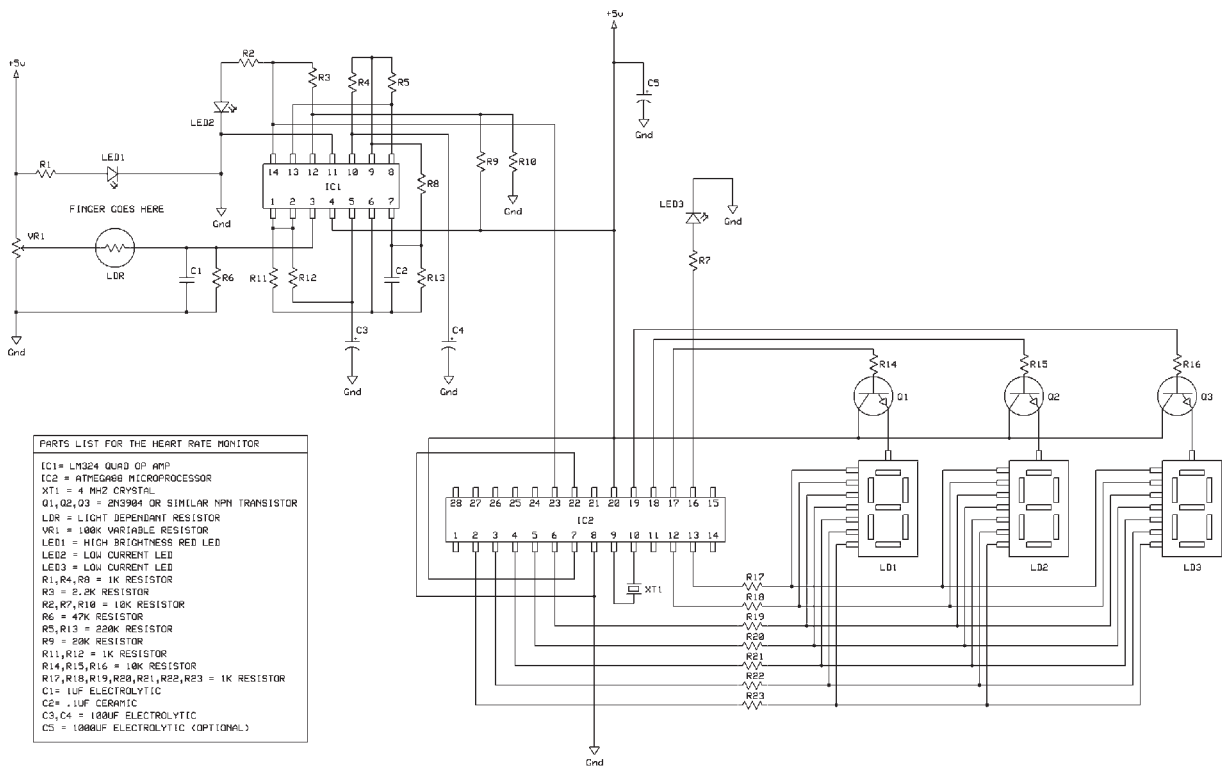 +5v
+5v
R2
R3
R4
R5
C5
Gnd
LED2
R1
LED1
14 13 12 11 10 9 8
IC1
1 2 3 4 5 6 7
R9
R10
R8
Gnd
FINGER GOES HERE
Gnd
LED3
Gnd
VR1
LDR
C1
R6
R11
R12
C2
R13
R7
Gnd
C3
C4
Gnd
Gnd
R14
R15
R16
Q1
Q2
Q3
PARTS LIST FOR THE HEART RATE MONITOR
IC1= LM324 QUAD OP AMP
IC2 = ATMEGA88 MICROPROCESSOR
XT1 = 4 MHZ CRYSTAL
Q1,Q2,Q3 = 2N3904 OR SIMILAR NPN TRANSISTOR
LDR = LIGHT DEPENDANT RESISTOR
VR1 = 100K VARIABLE RESISTOR
LED1 = HIGH BRIGHTNESS RED LED
LED2 = LOW CURRENT LED
LED3 = LOW CURRENT LED
R1,R4,R8 = 1K RESISTOR
R3 = 2.2K RESISTOR
R2,R7,R10 = 10K RESISTOR
R6 = 47K RESISTOR
R5,R13 = 220K RESISTOR
R9 = 20K RESISTOR
R11,R12 = 1K RESISTOR
R14,R15,R16 = 10K RESISTOR
R17,R18,R19,R20,R21,R22,R23 = 1K RESISTOR
C1= 1UF ELECTROLYTIC
C2= .1UF CERAMIC
C3,C4 = 100UF ELECTROLYTIC
C5 = 1000UF ELECTROLYTIC (OPTIONAL)
28 27 26 25 24 23 22 21 20 19 18 17 16 15
IC2
1 2 3 4 5 6 7 8 9 10 11 12 13 14
XT1
LD1
LD2
LD3
R17
R18
R19
R20
R21
R22
R23
Gnd